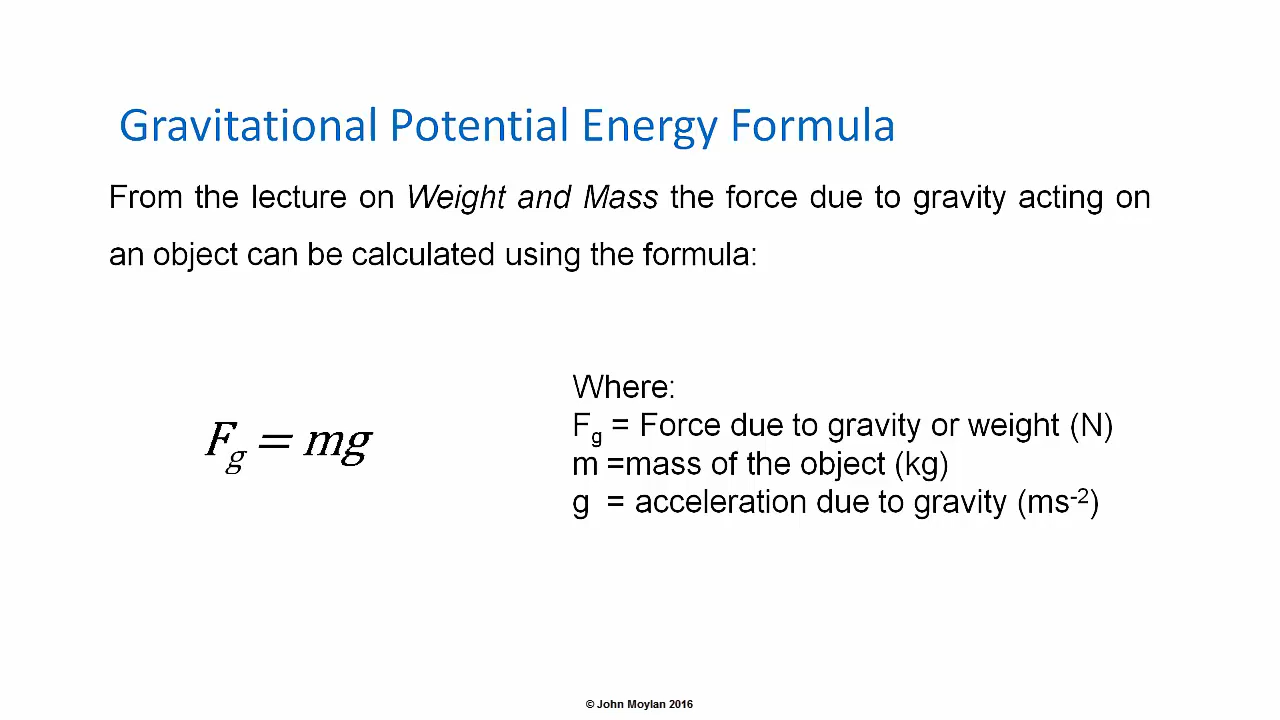 Gravitational Potential Energy Formula
From the lecture on Weight and Mass the force due to gravity acting on
an object can be calculated using the formula:
F_g = mg
Where:
F_g = Force due to gravity or weight (N)
m =mass of the object (kg)
g = acceleration due to gravity (ms⁻²)
© John Moylan 2016